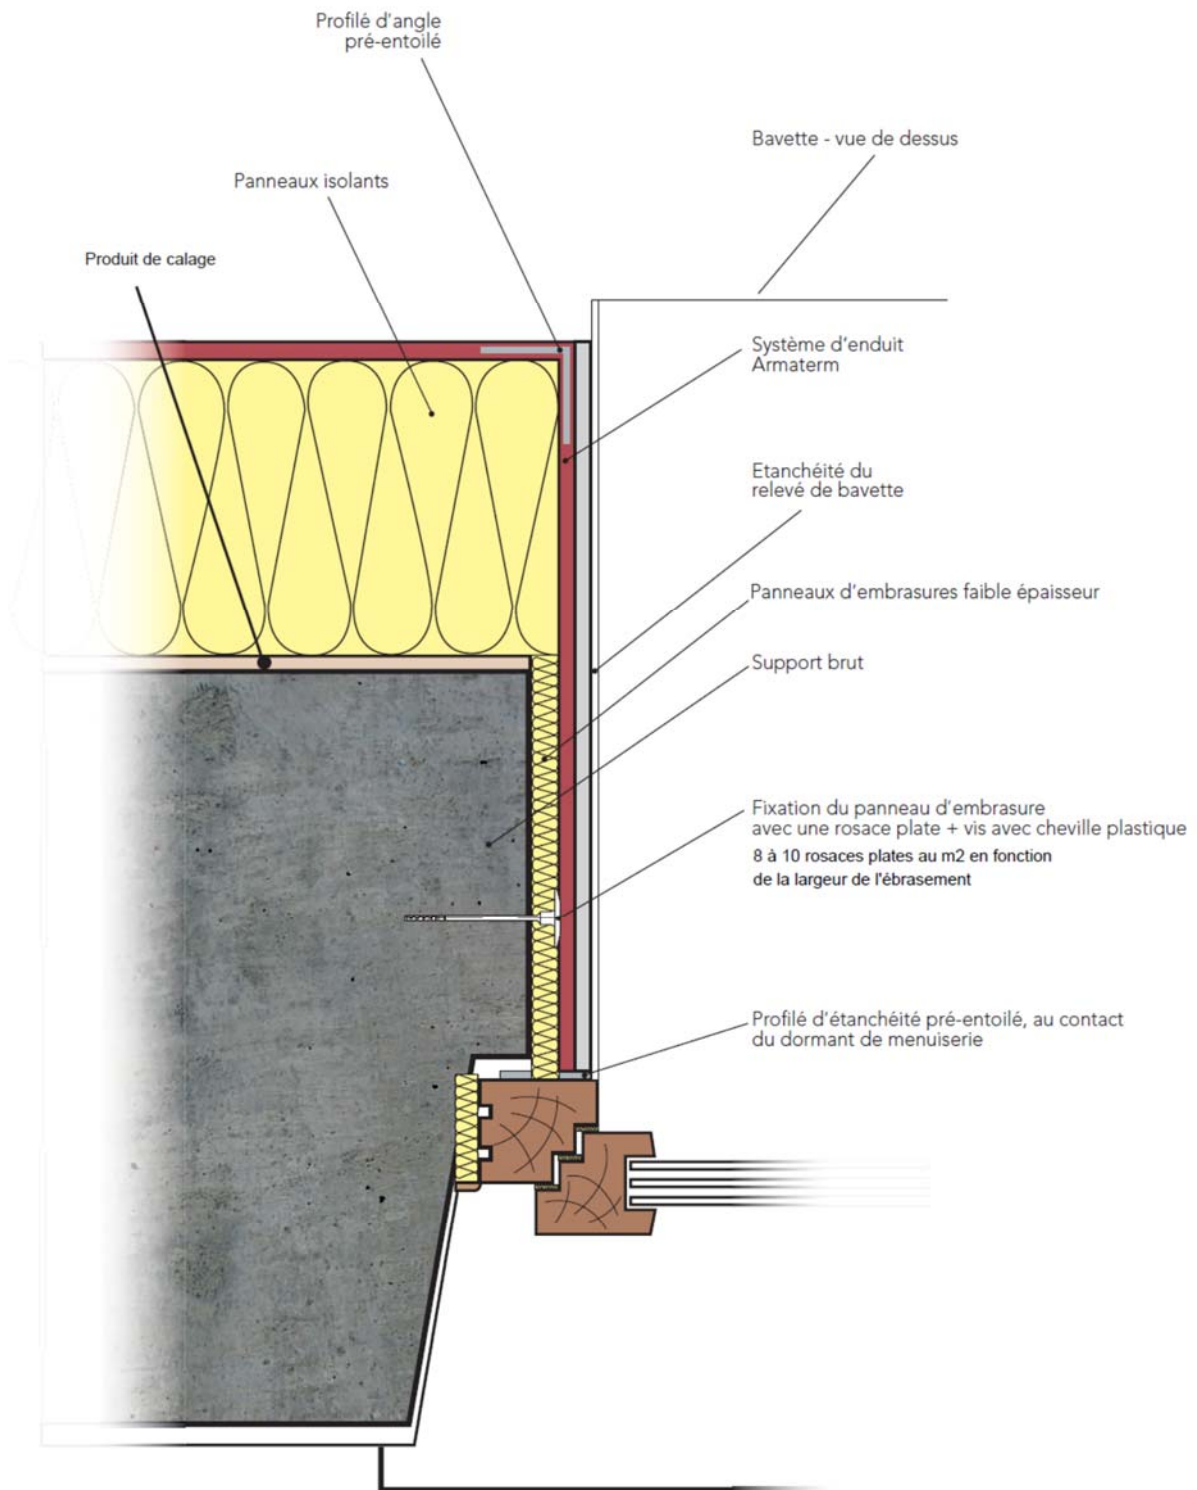 Profilé d'angle
pré-entoilé
Bavette - vue de dessus
Panneaux isolants
Produit de calage
Système d'enduit
Armaterm
Etanchéité du
relevé de bavette
Panneaux d'embrasures faible épaisseur
Support brut
Fixation du panneau d'embrasure
avec une rosace plate + vis avec cheville plastique
8 à 10 rosaces plates au m2 en fonction
de la largeur de l'ébrasement
Profilé d'étanchéité pré-entoilé, au contact
du dormant de menuiserie